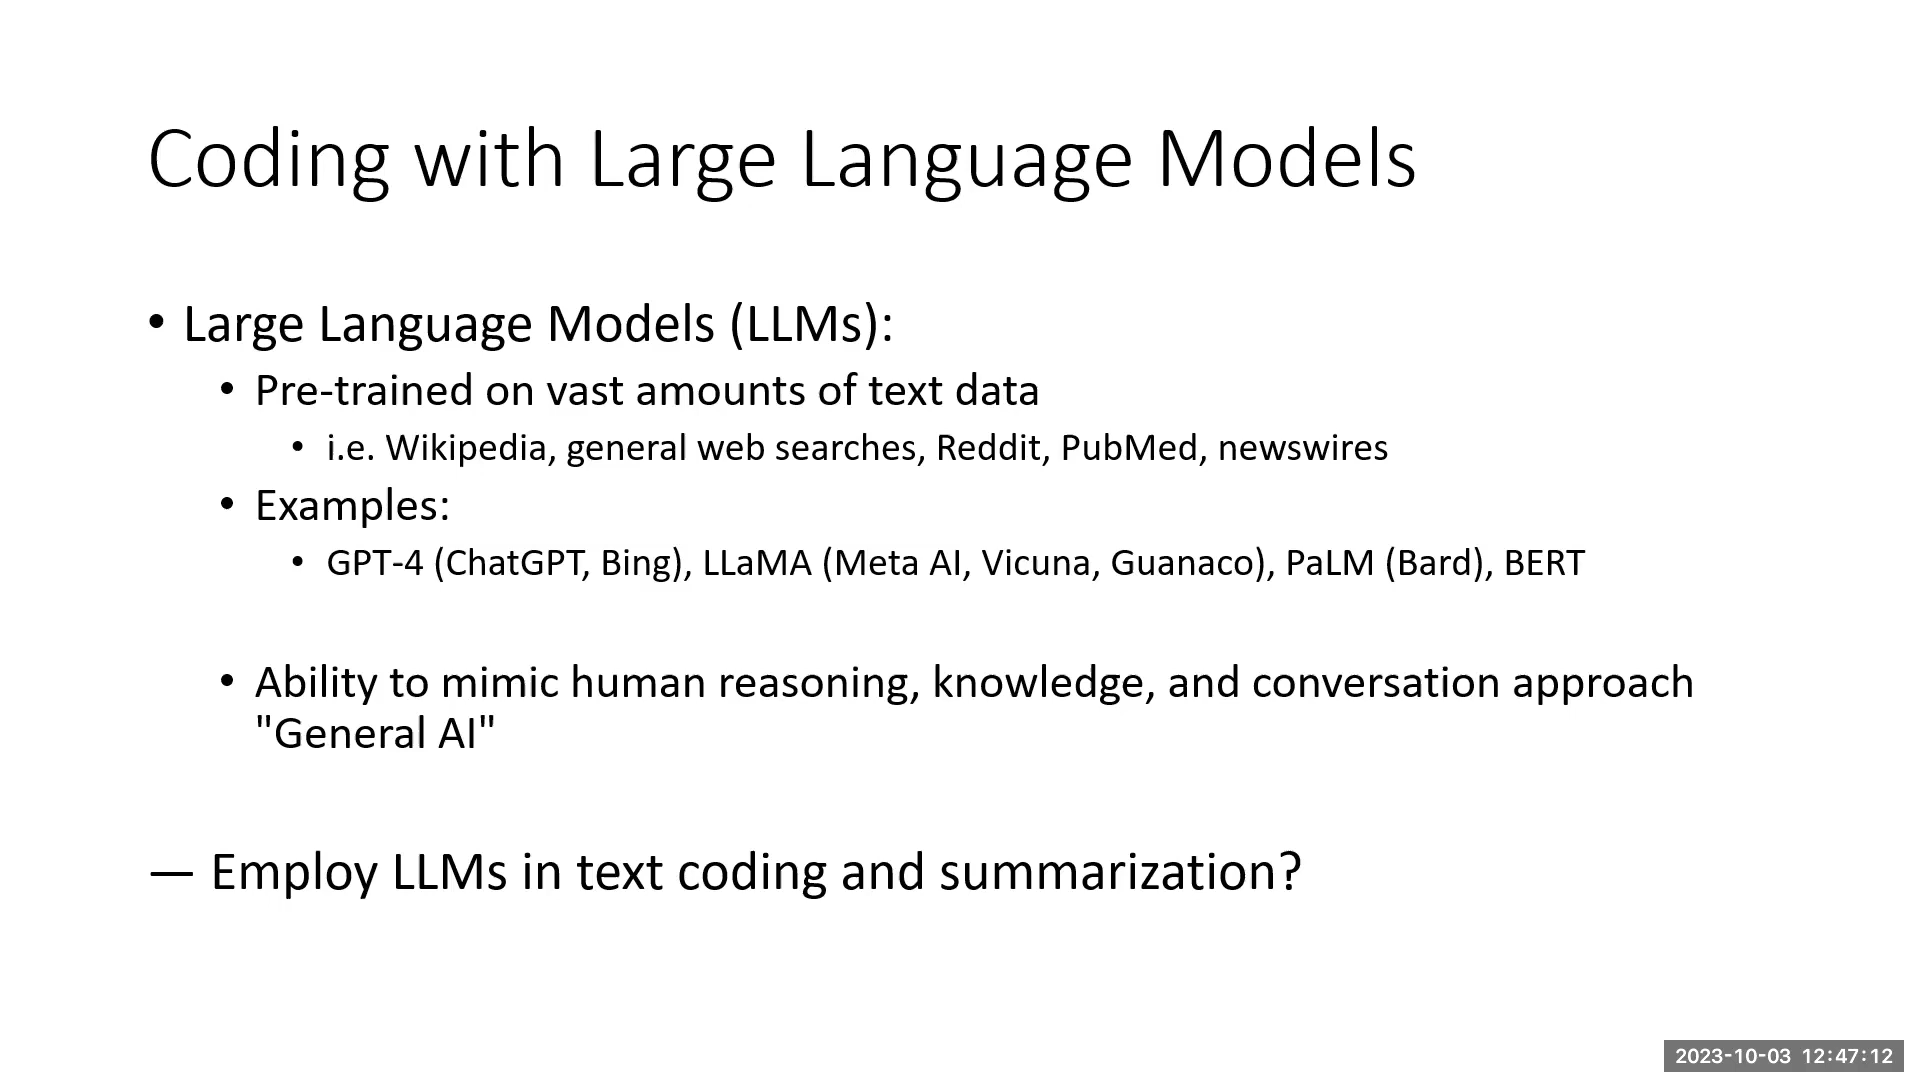 Coding with Large Language Models
• Large Language Models (LLMs):
• Pre-trained on vast amounts of text data
• i.e. Wikipedia, general web searches, Reddit, PubMed, newswires
• Examples:
• GPT-4 (ChatGPT, Bing), LLaMA (Meta AI, Vicuna, Guanaco), PaLM (Bard), BERT
• Ability to mimic human reasoning, knowledge, and conversation approach
"General AI"
— Employ LLMs in text coding and summarization?
2023-10-03 12:47:12